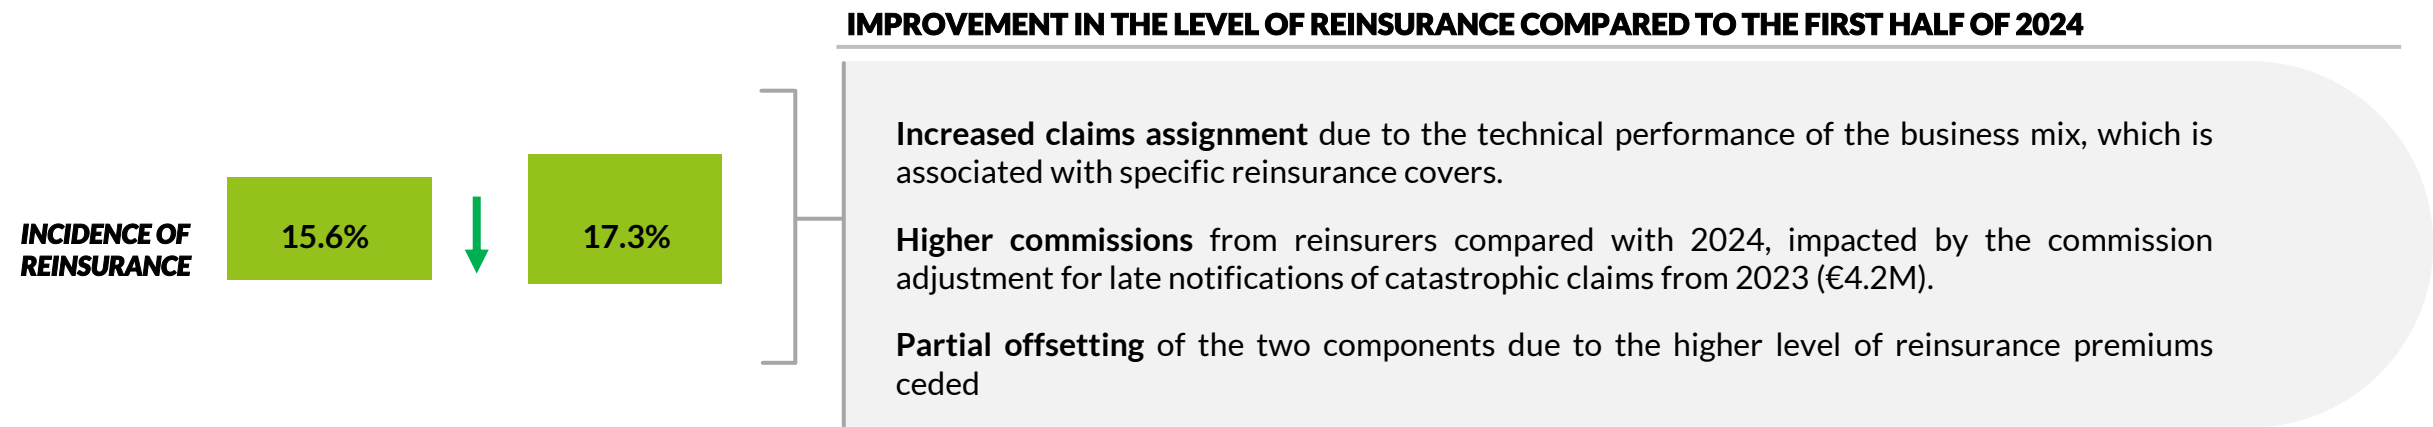 IMPROVEMENT IN THE LEVEL OF REINSURANCE COMPARED TO THE FIRST HALF OF 2024
INCIDENCE OF
REINSURANCE
15.6%
17.3%
Increased claims assignment due to the technical performance of the business mix, which is
associated with specific reinsurance covers.
Higher commissions from reinsurers compared with 2024, impacted by the commission
adjustment for late notifications of catastrophic claims from 2023 (€4.2M).
Partial offsetting of the two components due to the higher level of reinsurance premiums
ceded